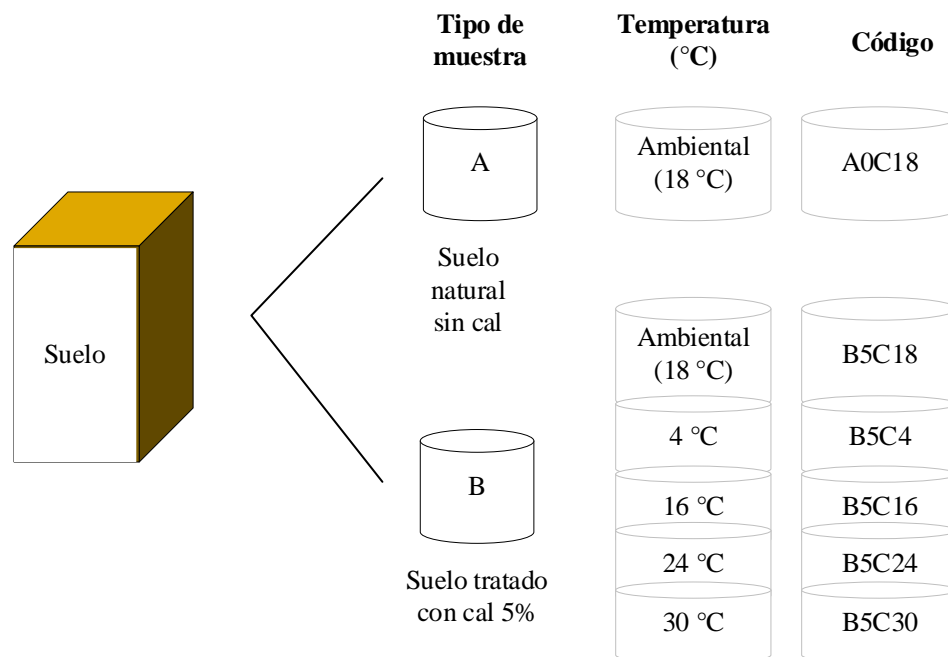 Tipo de
muestra
Temperatura
(°C)
Código
A
Ambiental
(18 °C)
A0C18
Suelo
natural
sin cal
Suelo
Ambiental
(18 °C)
B5C18
4 °C
B5C4
B
16 °C
B5C16
24 °C
B5C24
Suelo tratado
con cal 5%
30 °C
B5C30